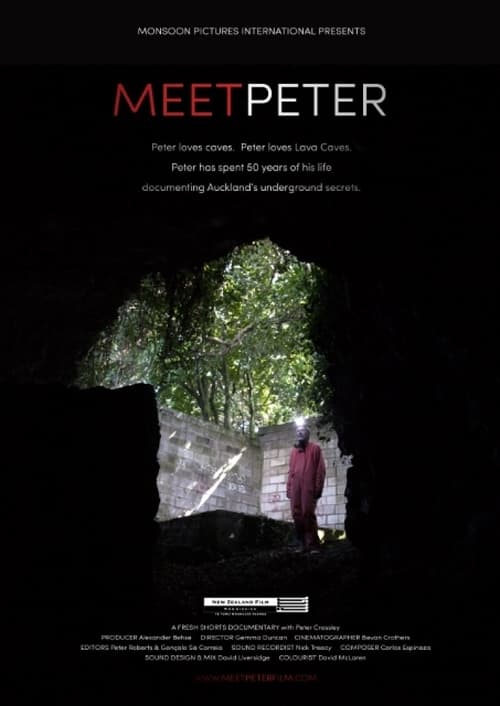 MONSOON PICTURES INTERNATIONAL PRESENTS
MEETPETER
Peter loves caves. Peter loves Lava Caves.
Peter has spent 50 years of his life
documenting Auckland's underground secrets.
NEW ZEALAND FILM
COMMISSION
A FRESH SHORTS DOCUMENTARY with Peter Crossley
PRODUCER Alexander Behse DIRECTOR Gemma Duncan CINEMATOGRAPHER Bevan Crothers
EDITORS Peter Roberts & Gonçalo Sá Correia SOUND RECORDIST Nick Treacy COMPOSER Carlos Espinoza
SOUND DESIGN & MIX David Liversidge COLOURIST David McLaren
WWW.MEETPETERFILM.COM